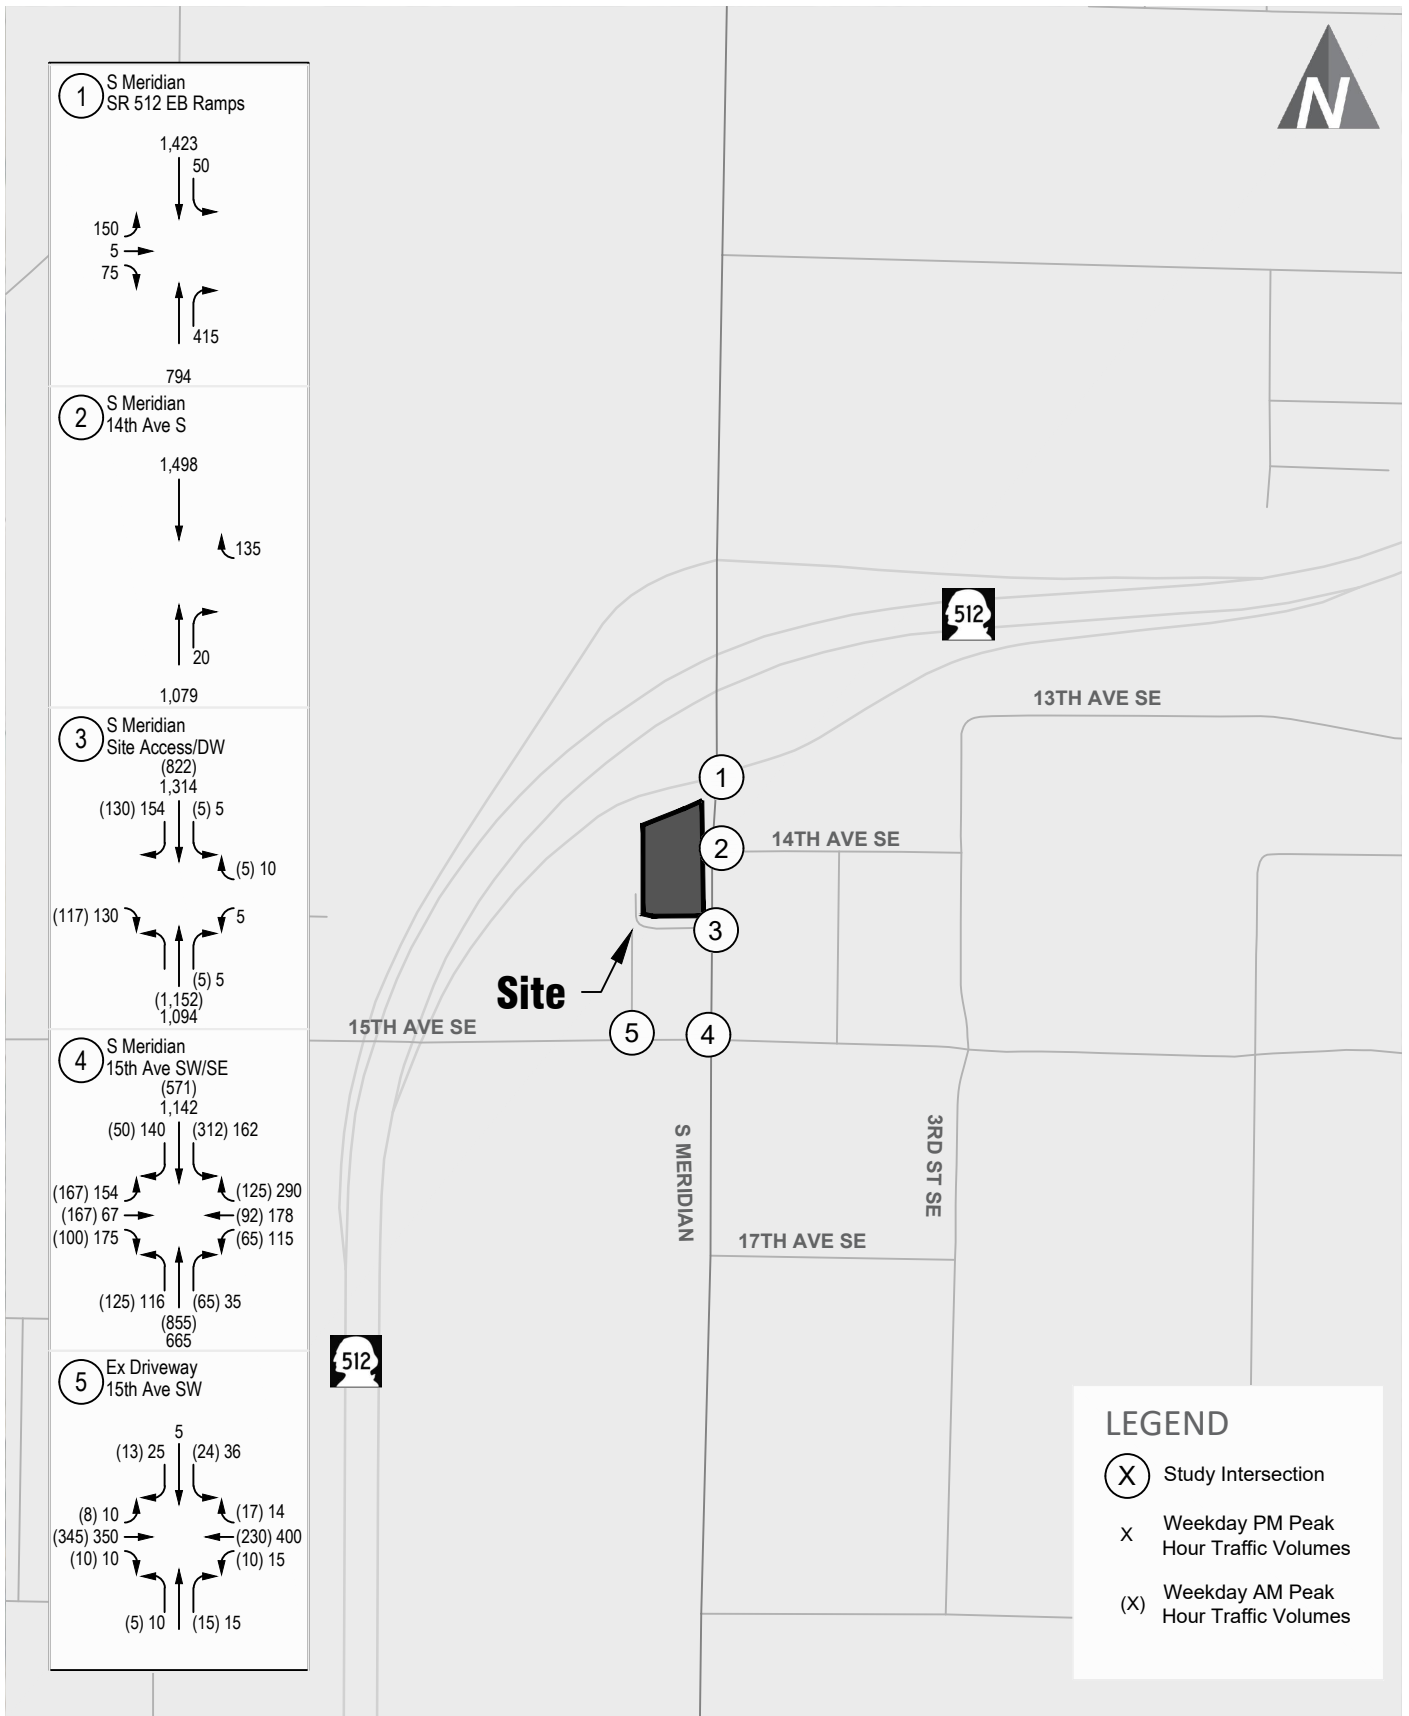 1
S Meridian
SR 512 EB Ramps
1,423
50
150
5
75
415
794
2
S Meridian
14th Ave S
1,498
135
20
1,079
3
S Meridian
Site Access/DW
(822)
1,314
(130) 154
(5) 5
(5) 10
(117) 130
5
(5) 5
(1,152)
1,094
4
S Meridian
15th Ave SW/SE
(571)
1,142
(50) 140
(312) 162
(167) 154
(125) 290
(167) 67
(92) 178
(100) 175
(65) 115
(125) 116
(65) 35
(855)
665
5
Ex Driveway
15th Ave SW
5
(13) 25
(24) 36
(8) 10
(17) 14
(345) 350
(230) 400
(10) 10
(10) 15
(5) 10
(15) 15
N
512
13TH AVE SE
1
14TH AVE SE
2
3
Site
15TH AVE SE
5
4
S MERIDIAN
3RD ST SE
17TH AVE SE
512
LEGEND
X
Study Intersection
X
Weekday PM Peak
Hour Traffic Volumes
(X)
Weekday AM Peak
Hour Traffic Volumes